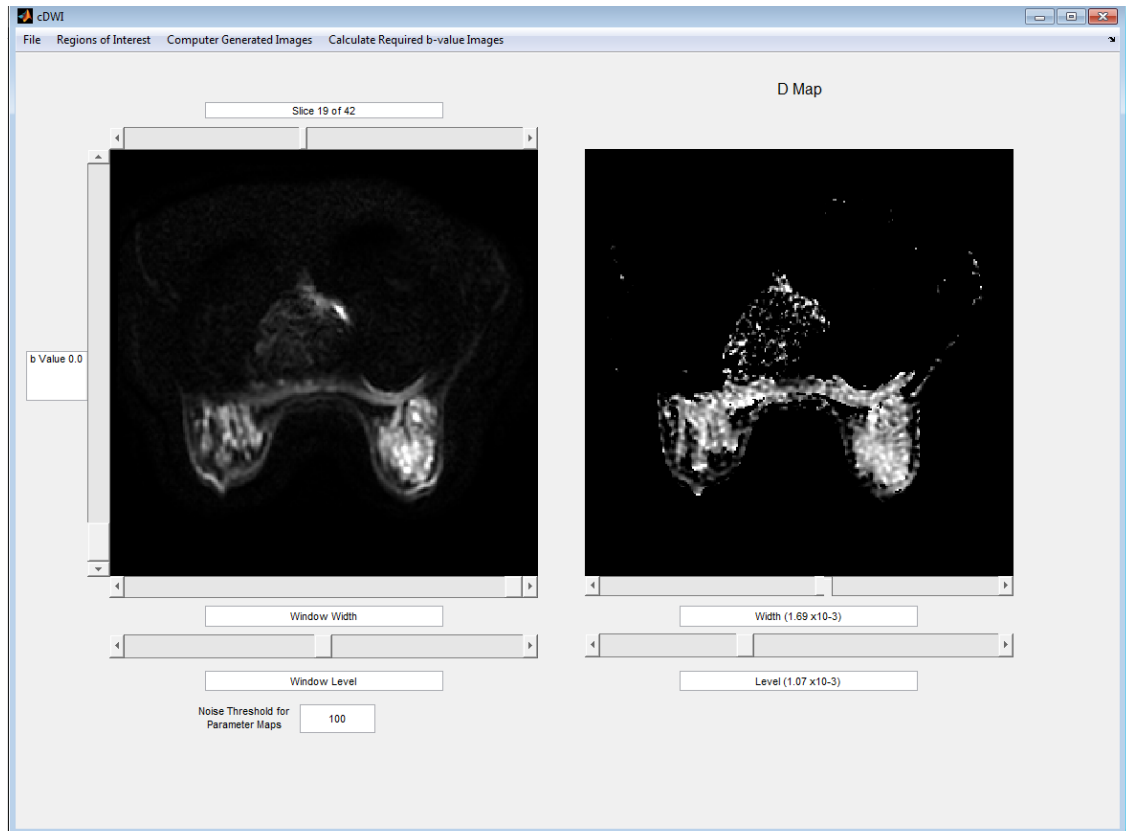 cDWI
File Regions of Interest Computer Generated Images Calculate Required b-value Images
D Map
Slice 19 of 42
b Value 0.0
Window Width
Width (1.69 x10-3)
Window Level
Level (1.07 x10-3)
Noise Threshold for
Parameter Maps
100